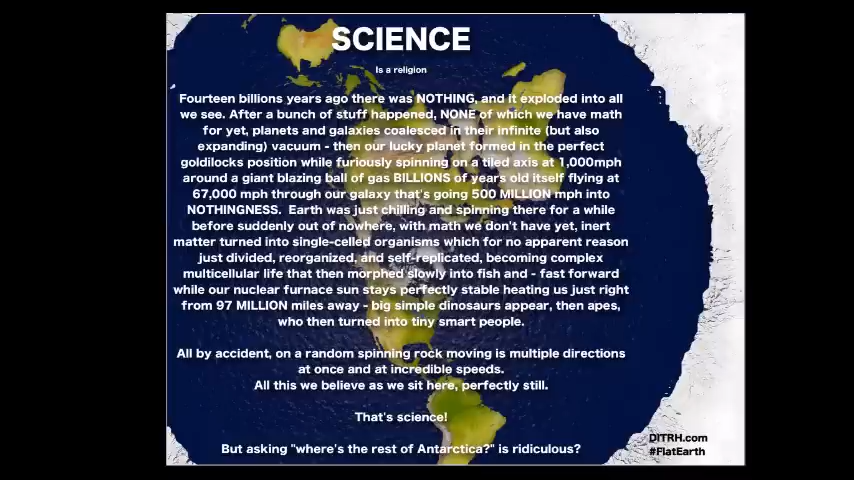 SCIENCE
Is a religion
Fourteen billions years ago there was NOTHING, and it exploded into all
we see. After a bunch of stuff happened, NONE of which we have math
for yet, planets and galaxies coalesced in their infinite (but also
expanding) vacuum - then our lucky planet formed in the perfect
goldilocks position while furiously spinning on a tiled axis at 1,000mph
around a giant blazing ball of gas BILLIONS of years old itself flying at
67,000 mph through our galaxy that's going 500 MILLION mph into
NOTHINGNESS. Earth was just chilling and spinning there for a while
before suddenly out of nowhere, with math we don't have yet, inert
matter turned into single-celled organisms which for no apparent reason
just divided, reorganized, and self-replicated, becoming complex
multicellular life that then morphed slowly into fish and - fast forward
while our nuclear furnace sun stays perfectly stable heating us just right
from 97 MILLION miles away - big simple dinosaurs appear, then apes,
who then turned into tiny smart people.
All by accident, on a random spinning rock moving is multiple directions
at once and at incredible speeds.
All this we believe as we sit here, perfectly still.
That's science!
But asking "where's the rest of Antarctica?" is ridiculous?
DITRH.com
#FlatEarth